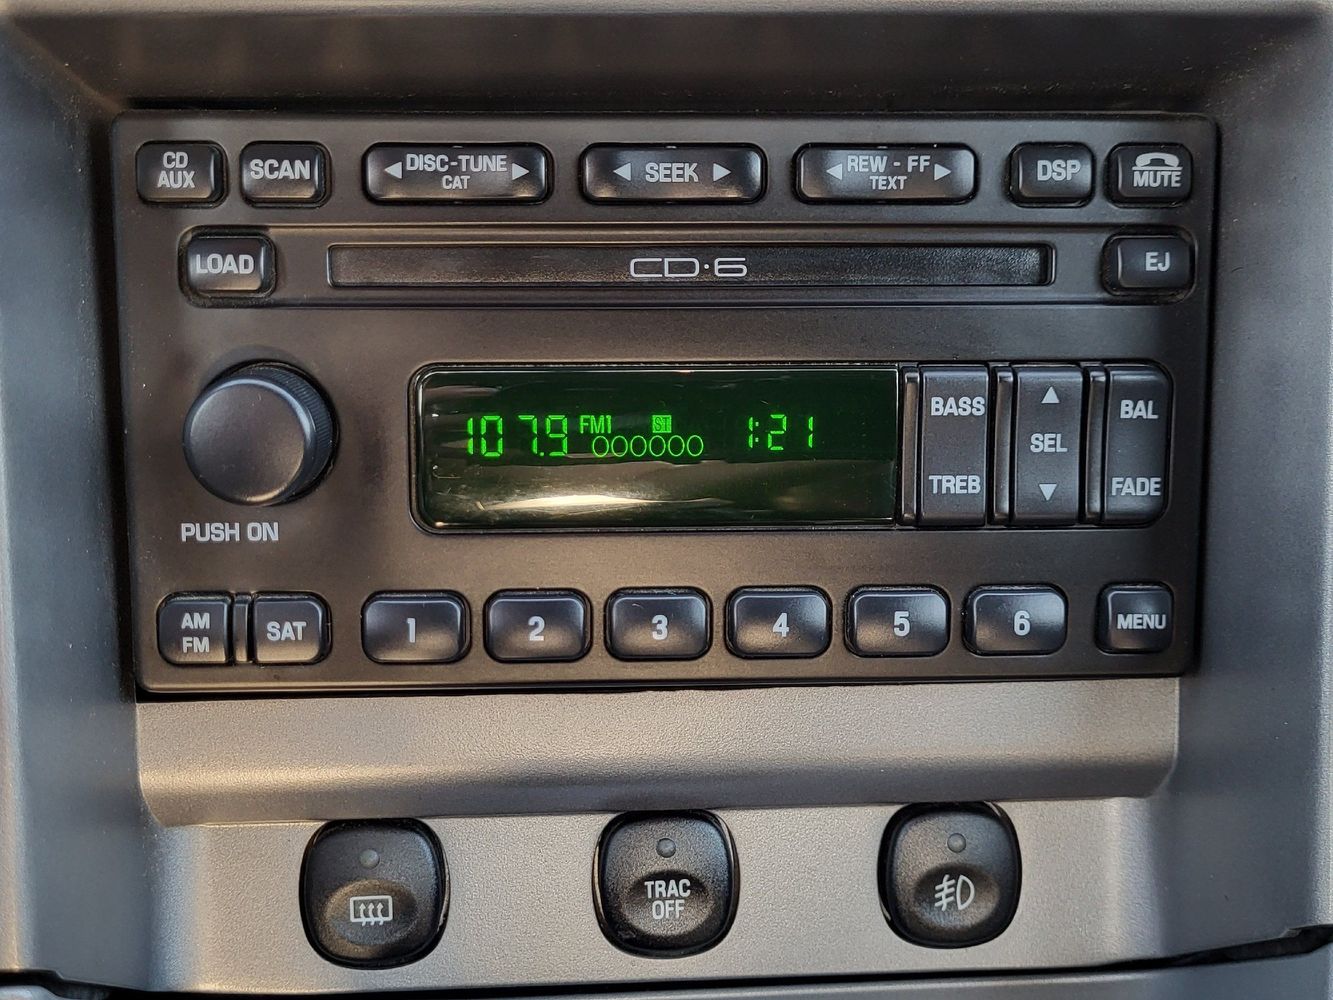 CD
AUX
SCAN
DISC-TUNE
CAT
SEEK
REW - FF
TEXT
DSP
MUTE
LOAD
CD·6
EJ
107.9 FM1 ST 1:21
000000
BASS
TREB
SEL
BAL
FADE
PUSH ON
AM
FM
SAT
1
2
3
4
5
6
MENU
TRAC
OFF